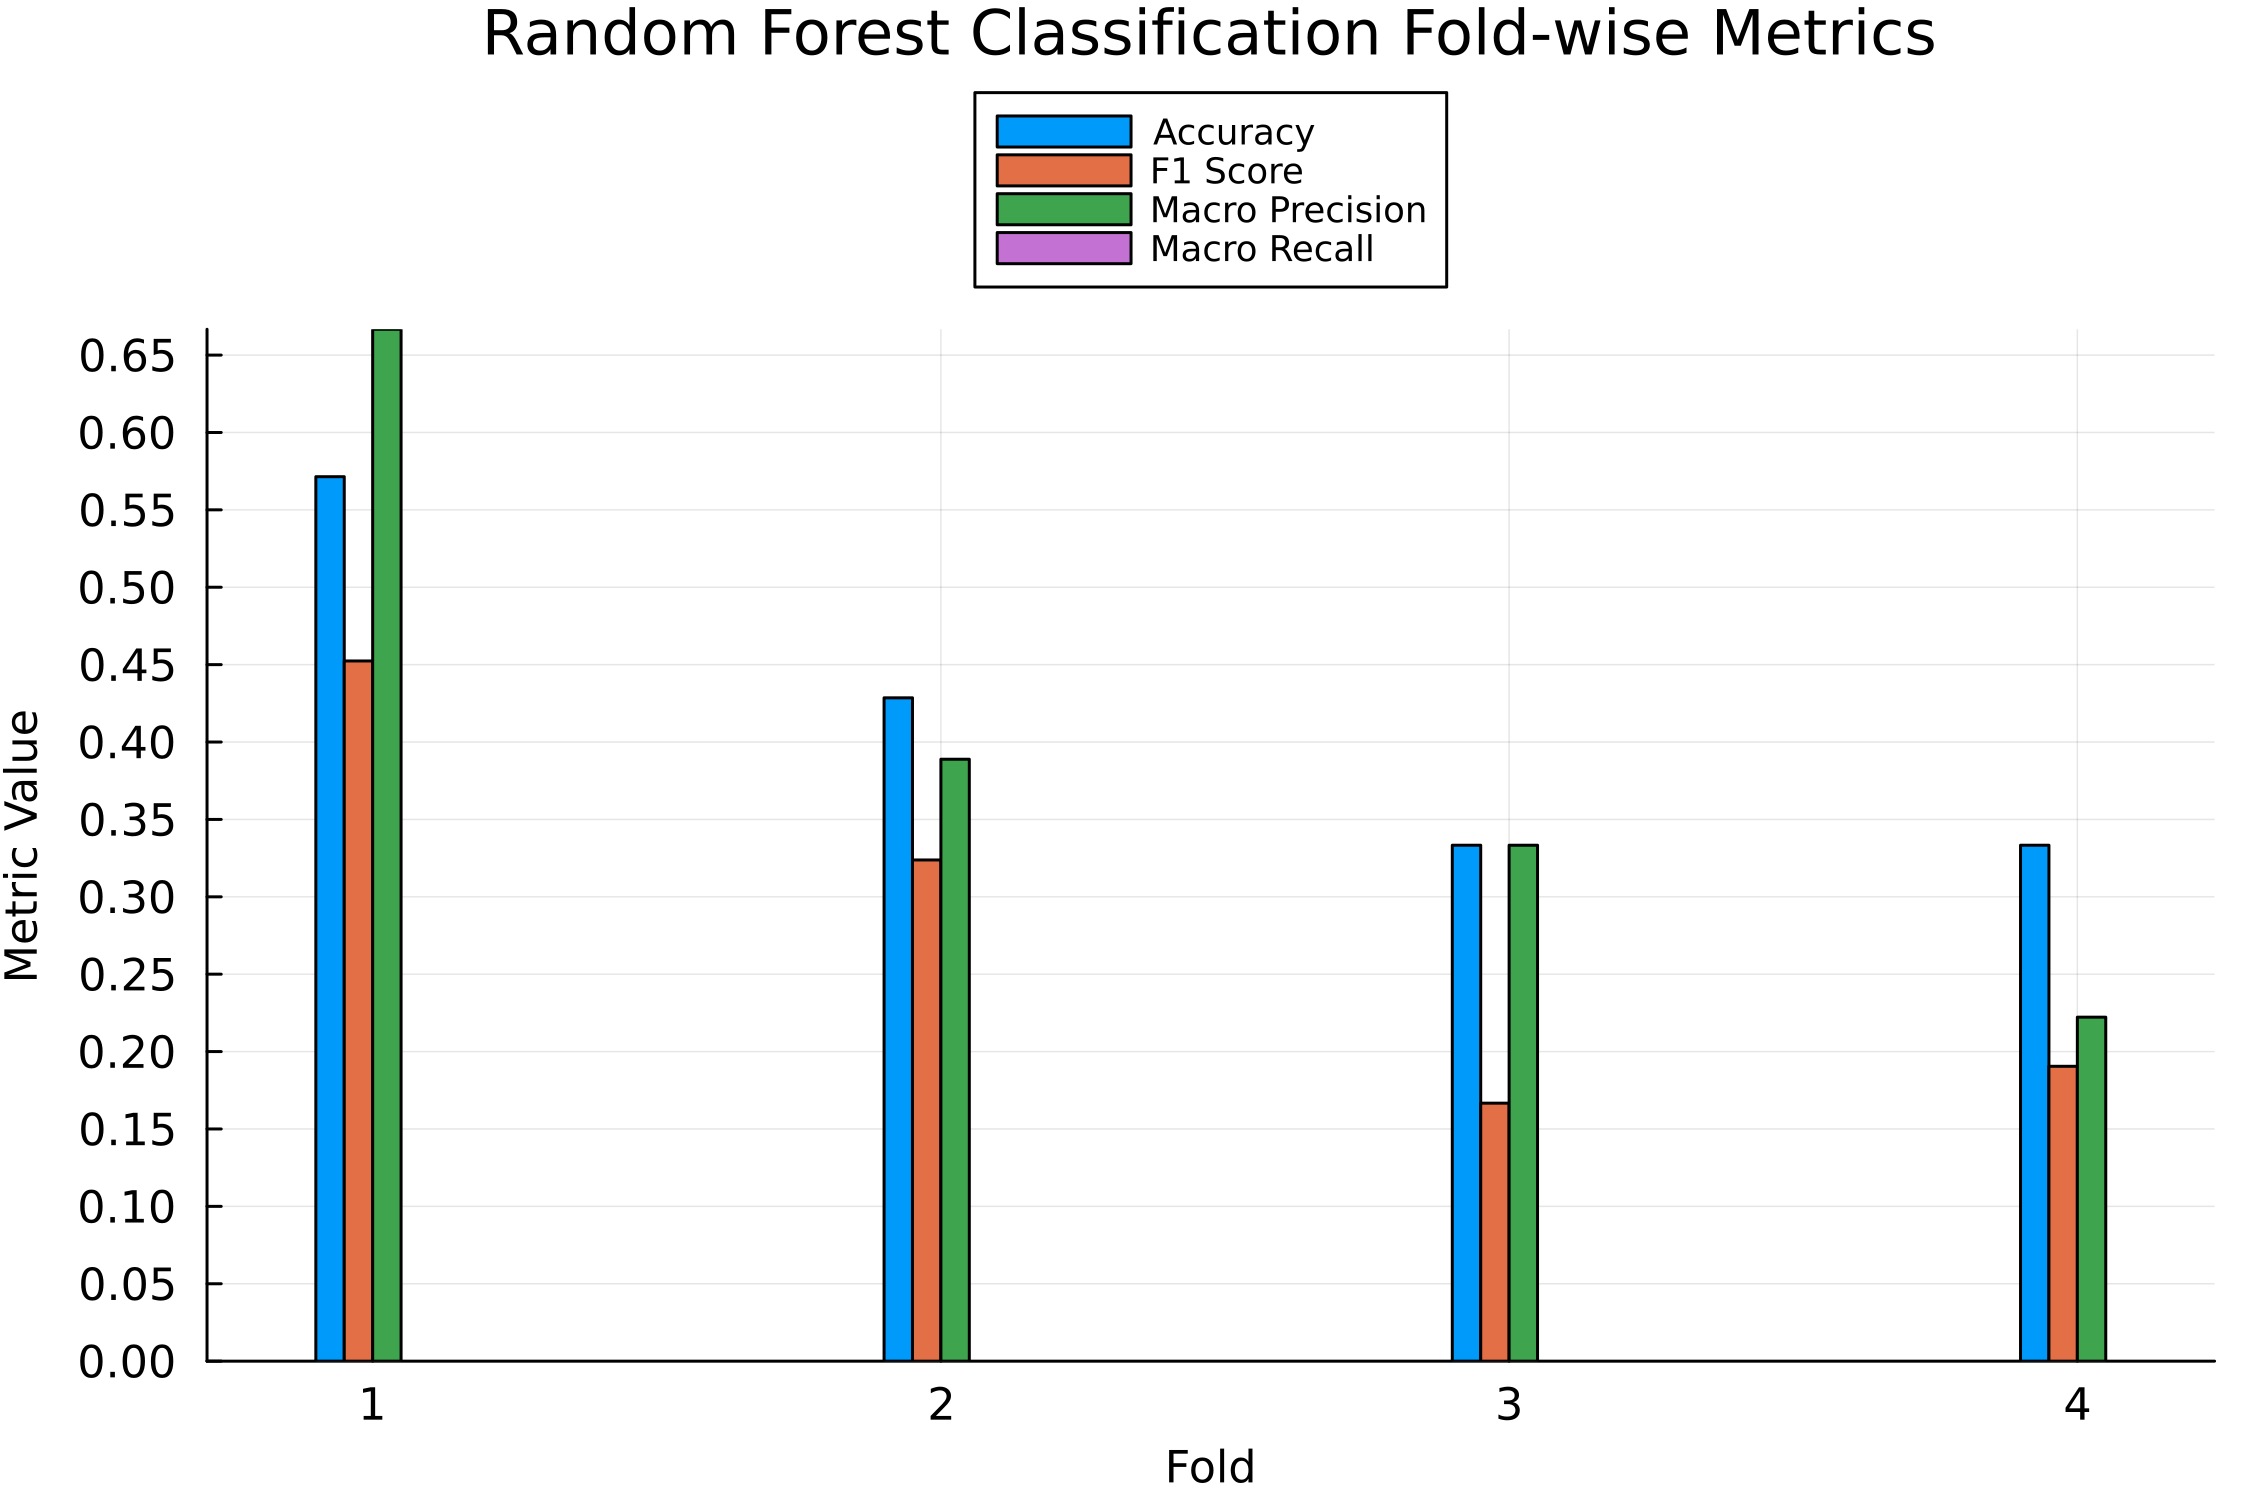 Random Forest Classification Fold-wise Metrics
Accuracy
F1 Score
Macro Precision
Macro Recall
0.65
0.60
0.55
0.50
0.45
0.40
0.35
0.30
0.25
0.20
0.15
0.10
0.05
0.00
Metric Value
1 2 3 4
Fold